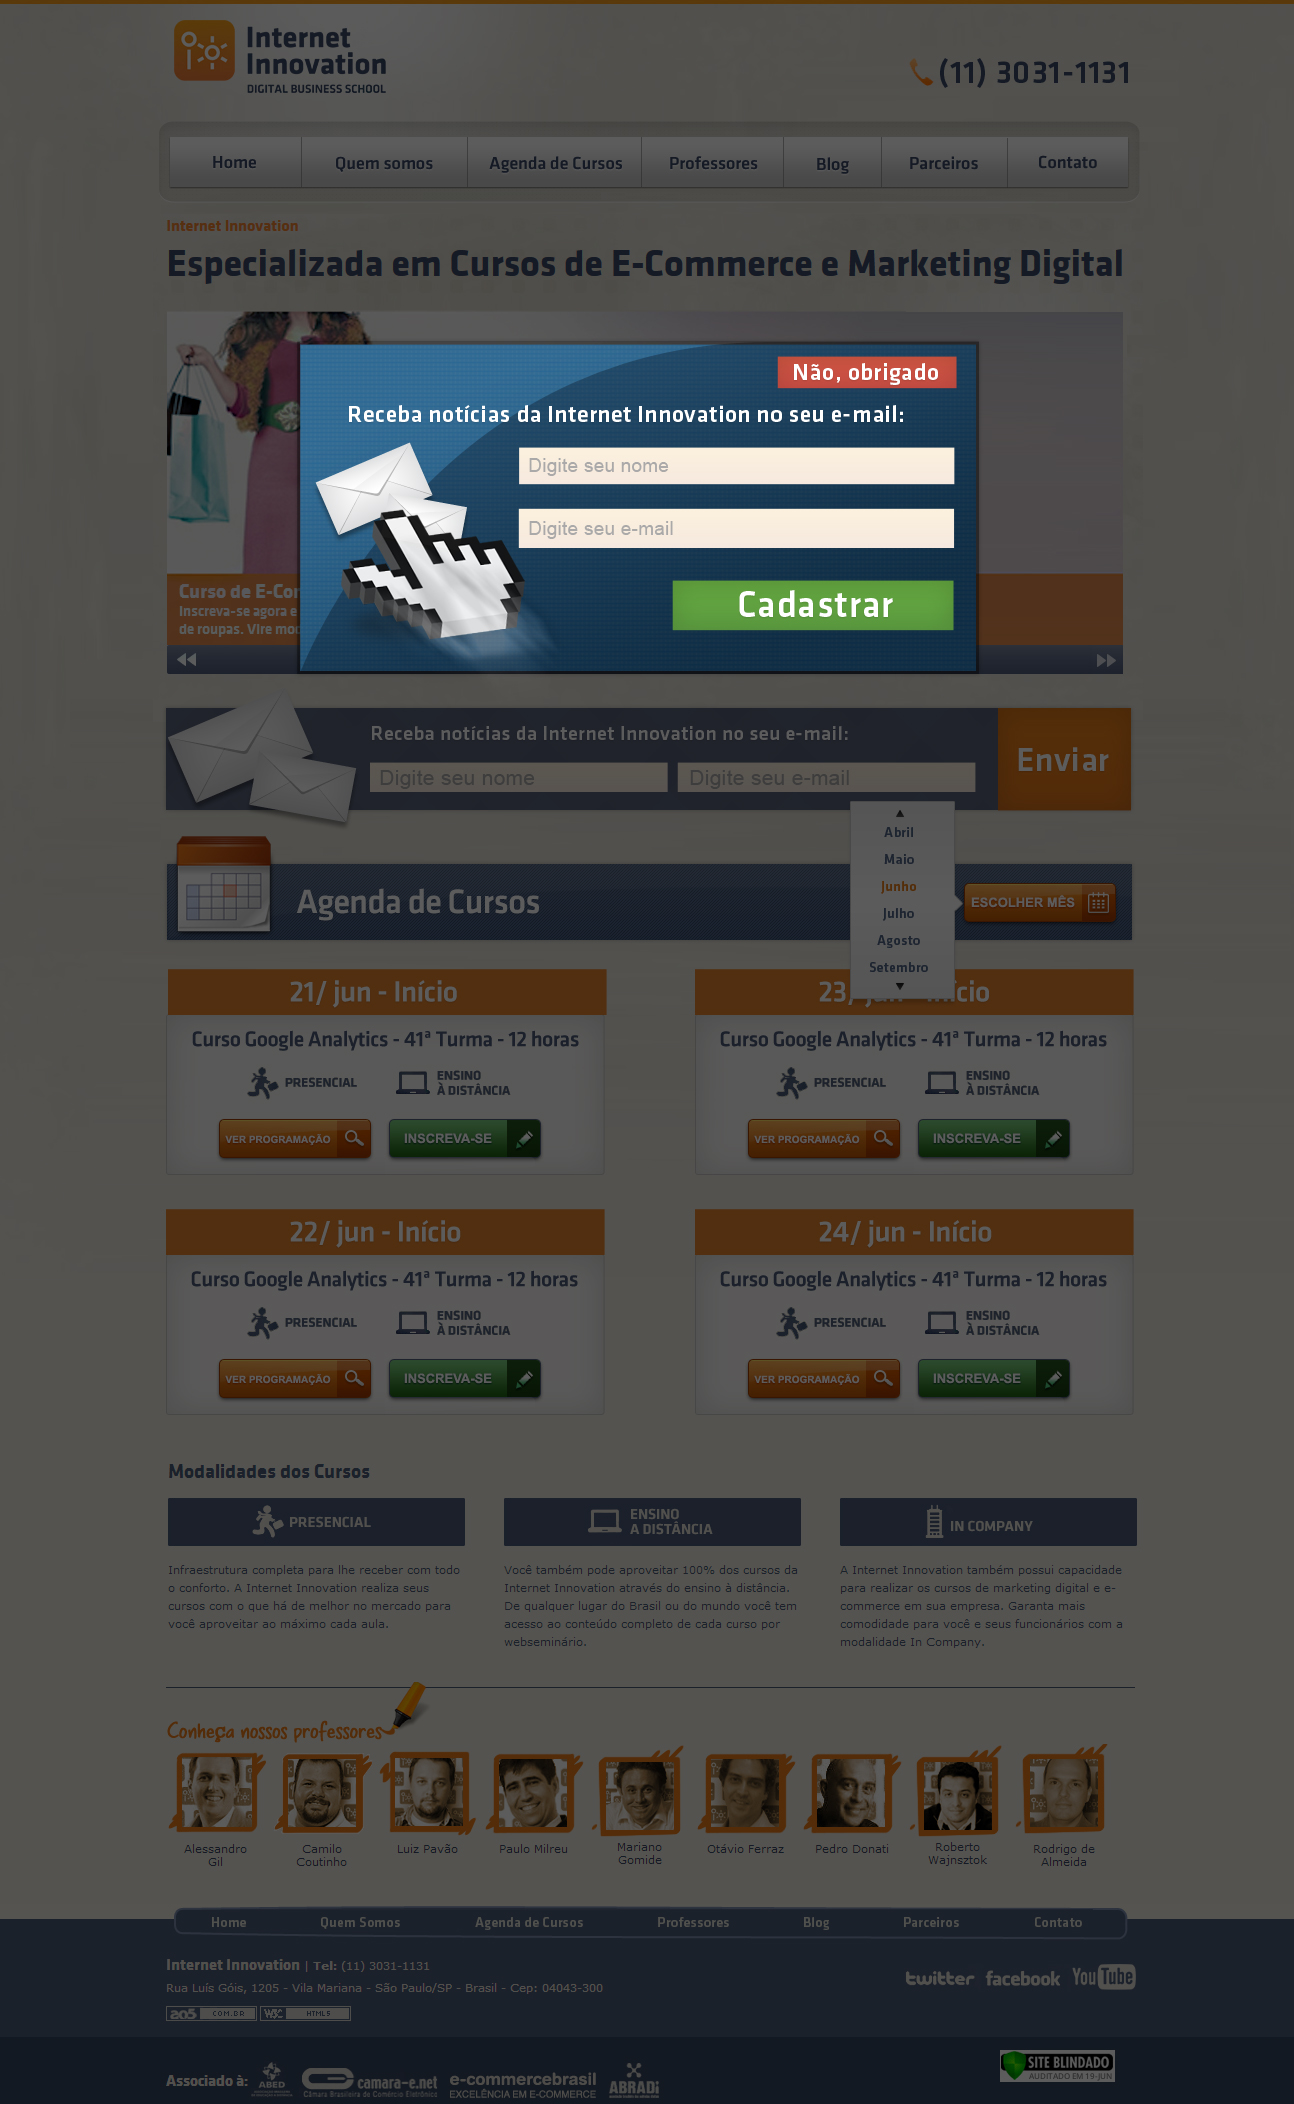 Internet
Innovation
DIGITAL BUSINESS SCHOOL
(11) 3031-1131
Home Quem somos Agenda de Cursos Professores Blog Parceiros Contato
Internet Innovation
Especializada em Cursos de E-Commerce e Marketing Digital
Não, obrigado
Receba notícias da Internet Innovation no seu e-mail:
Digite seu nome
Digite seu e-mail
Cadastrar
Curso de E-Co
Inscreva-se agora e
de roupas. Vire
Receba notícias da Internet Innovation no seu e-mail:
Digite seu nome Digite seu e-mail
Enviar
Abril
Maio
Junho
Julho
Agosto
Setembro
Agenda de Cursos
ESCOLHER MÊS
21/ jun - Início
Curso Google Analytics - 41ª Turma - 12 horas
PRESENCIAL
ENSINO
À DISTÂNCIA
VER PROGRAMAÇÃO INSCREVA-SE
23/ jun - Início
Curso Google Analytics - 41ª Turma - 12 horas
PRESENCIAL
ENSINO
À DISTÂNCIA
VER PROGRAMAÇÃO INSCREVA-SE
22/ jun - Início
Curso Google Analytics - 41ª Turma - 12 horas
PRESENCIAL
ENSINO
À DISTÂNCIA
VER PROGRAMAÇÃO INSCREVA-SE
24/ jun - Início
Curso Google Analytics - 41ª Turma - 12 horas
PRESENCIAL
ENSINO
À DISTÂNCIA
VER PROGRAMAÇÃO INSCREVA-SE
Modalidades dos Cursos
PRESENCIAL
Infraestrutura completa para lhe receber com todo
o conforto. A Internet Innovation realiza seus
cursos com o que há de melhor no mercado para
você aproveitar ao máximo cada aula.
ENSINO
A DISTÂNCIA
Você também pode aproveitar 100% dos cursos da
Internet Innovation através do ensino à distância.
De qualquer lugar do Brasil ou do mundo você tem
acesso ao conteúdo completo de cada curso por
webseminário.
IN COMPANY
A Internet Innovation também possui capacidade
para realizar os cursos de marketing digital e e-
commerce em sua empresa. Garanta mais
comodidade para você e seus funcionários com a
modalidade In Company.
Conheça nossos professores
Alessandro
Gil
Camilo
Coutinho
Luiz Pavão
Paulo Milreu
Mariano
Gomide
Otávio Ferraz
Pedro Donati
Roberto
Wajnsztok
Rodrigo de
Almeida
Home Quem Somos Agenda de Cursos Professores Blog Parceiros Contato
Internet Innovation | Tel: (11) 3031-1131
Rua Luís Góis, 1205 - Vila Mariana - São Paulo/SP - Brasil - Cep: 04043-300
twitter facebook YouTube
a05 COM.BR W3C HTML5
Associado à:
ABED
camara-e.net
Câmara Brasileira de Comércio Eletrônico
e-commercebrasil
EXCELÊNCIA EM E-COMMERCE
ABRADi
SITE BLINDADO
AUDITADO EM 19-JUN